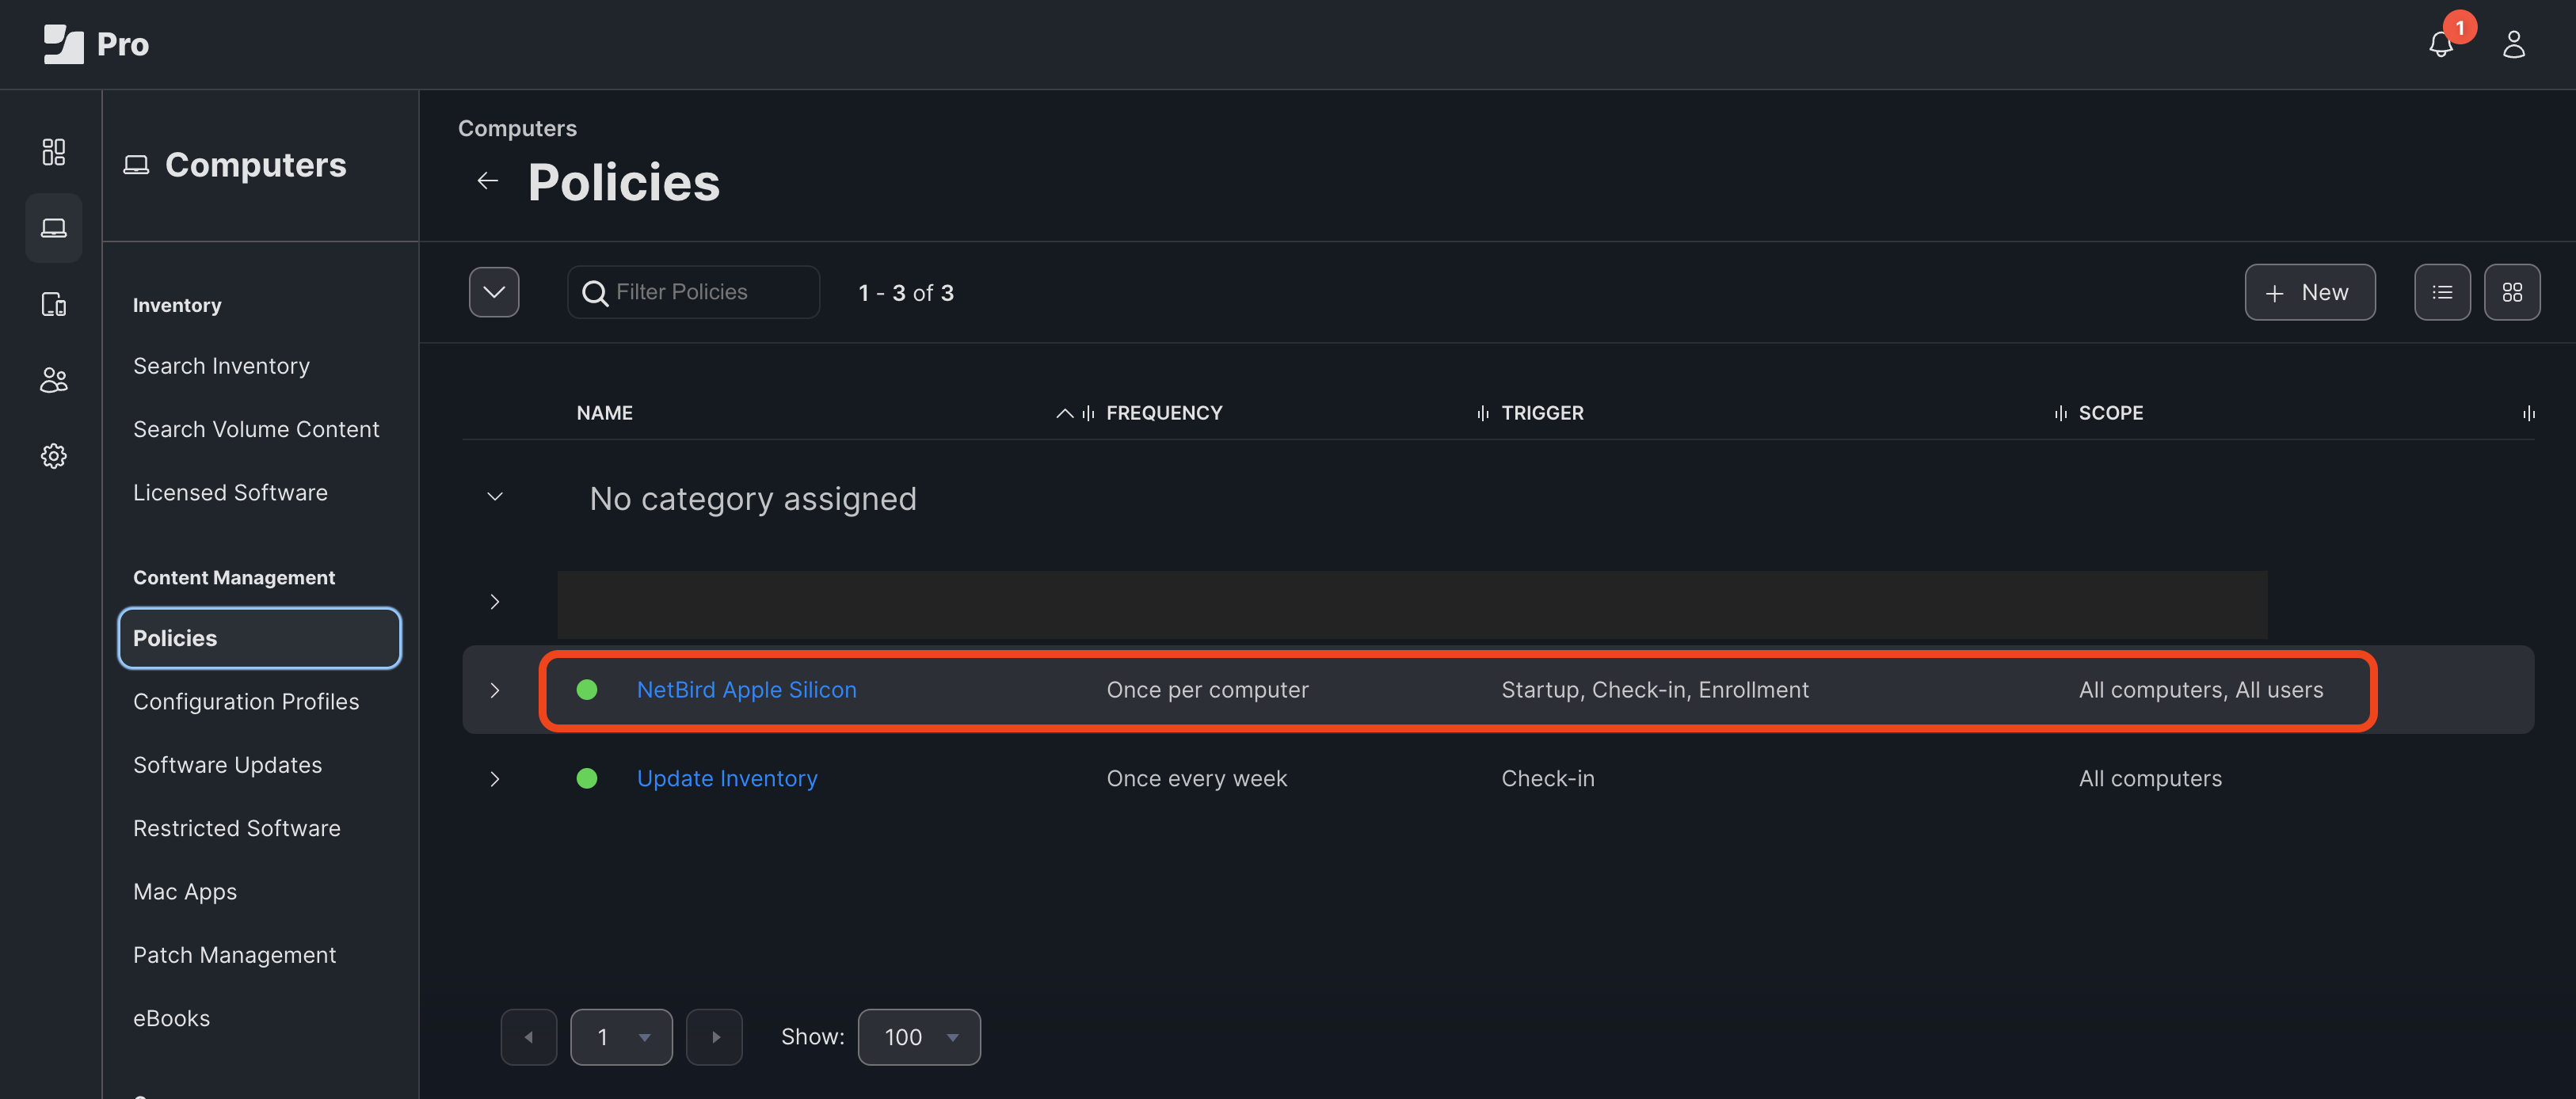 Pro
1
Computers
Inventory
Search Inventory
Search Volume Content
Licensed Software
Content Management
Policies
Configuration Profiles
Software Updates
Restricted Software
Mac Apps
Patch Management
eBooks
Computers
Policies
Filter Policies
1 - 3 of 3
New
NAME FREQUENCY TRIGGER SCOPE
No category assigned
NetBird Apple Silicon Once per computer Startup, Check-in, Enrollment All computers, All users
Update Inventory Once every week Check-in All computers
1 Show: 100